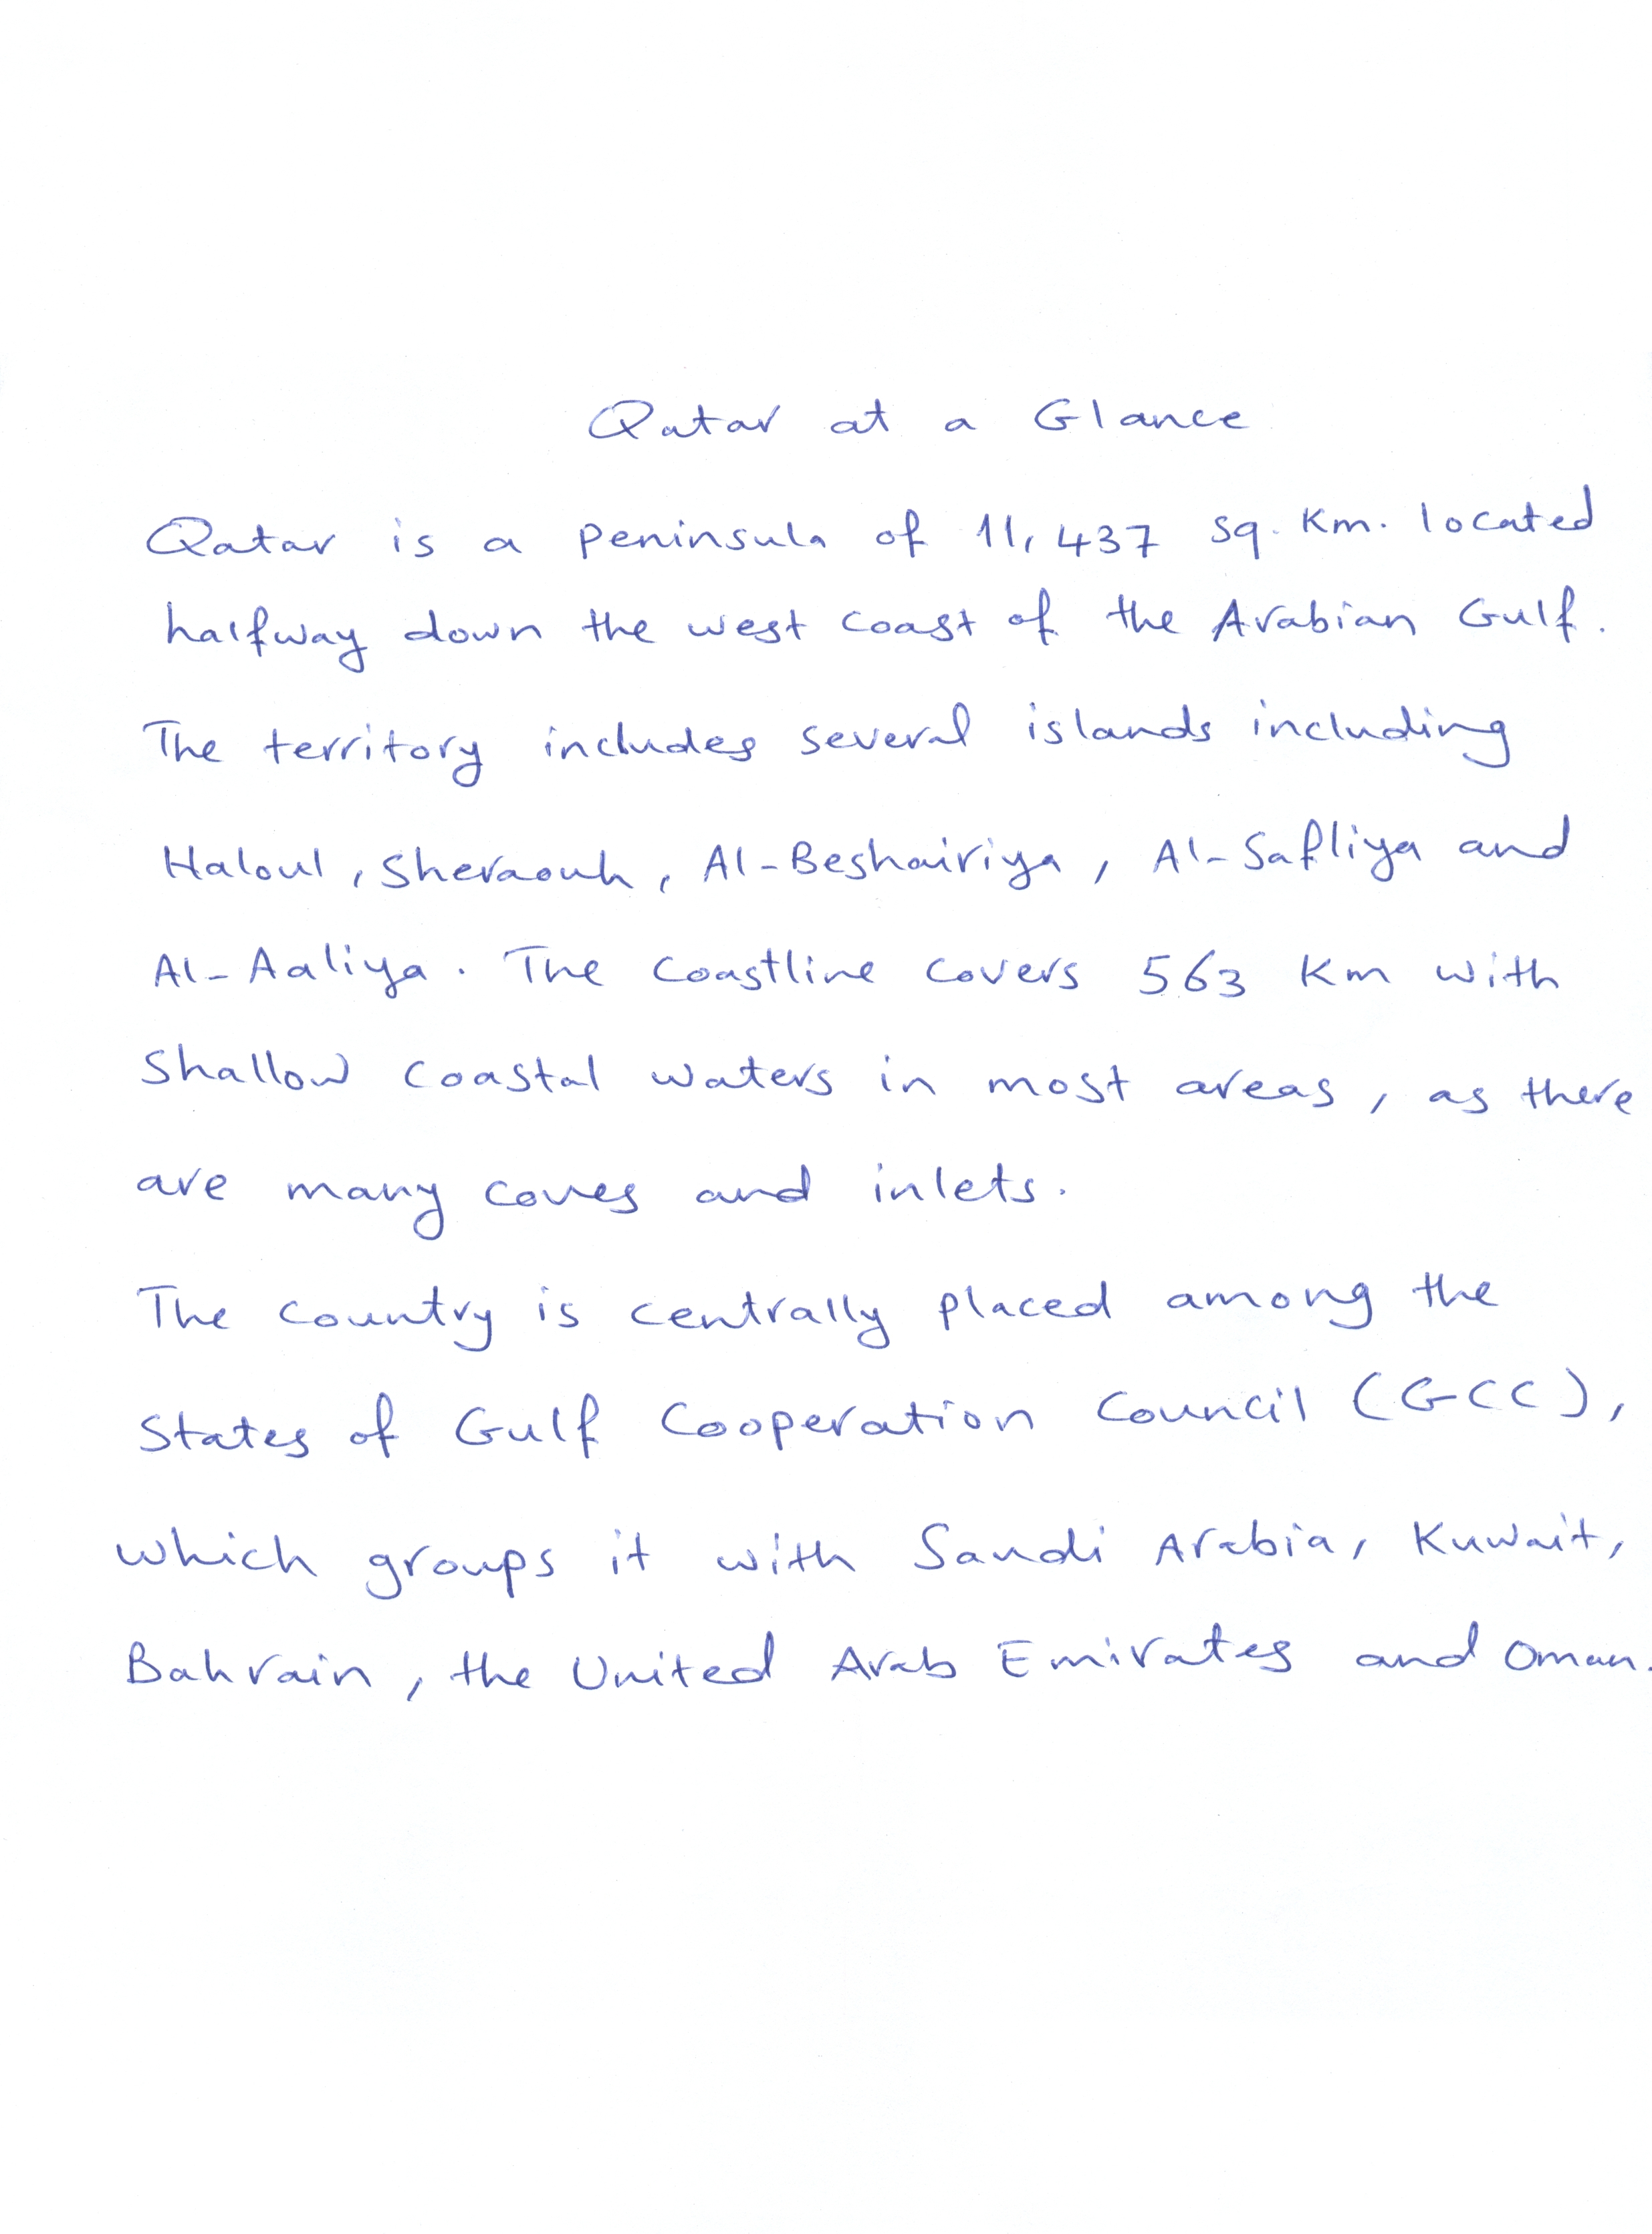 Qatar at a Glance
Qatar is a peninsula of 11,437 sq. Km. located
halfway down the west coast of the Arabian Gulf.
The territory includes several islands including
Haloul, Sheraouh, Al-Beshairiya, Al-Safliya and
Al-Aaliya. The coastline covers 563 Km with
Shallow coastal waters in most areas, as there
are many coves and inlets.
The country is centrally placed among the
States of Gulf Cooperation Council (GCC),
which groups it with Saudi Arabia, Kuwait,
Bahrain, the United Arab Emirates and Oman.